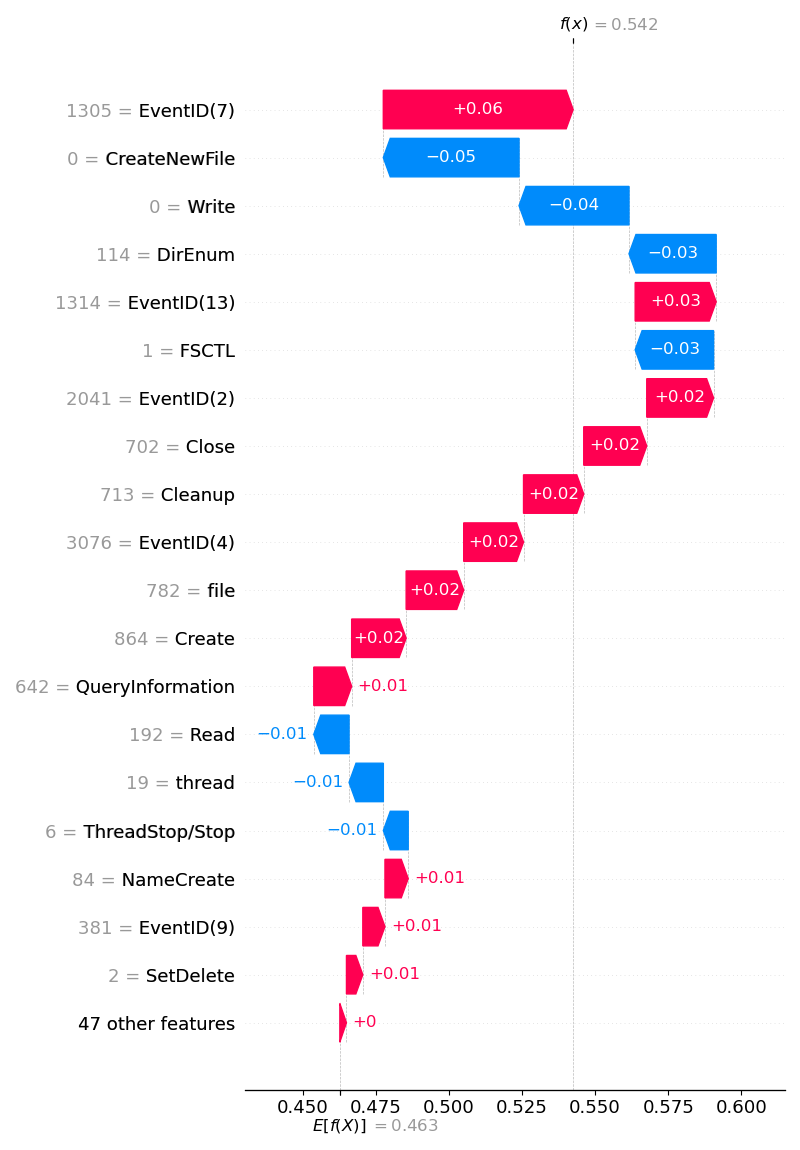 f(x) = 0.542
1305 = EventID(7) +0.06
0 = CreateNewFile −0.05
0 = Write −0.04
114 = DirEnum −0.03
1314 = EventID(13) +0.03
1 = FSCTL −0.03
2041 = EventID(2) +0.02
702 = Close +0.02
713 = Cleanup +0.02
3076 = EventID(4) +0.02
782 = file +0.02
864 = Create +0.02
642 = QueryInformation +0.01
192 = Read −0.01
19 = thread −0.01
6 = ThreadStop/Stop −0.01
84 = NameCreate +0.01
381 = EventID(9) +0.01
2 = SetDelete +0.01
47 other features +0
0.450 0.475 0.500 0.525 0.550 0.575 0.600
E[f(X)] = 0.463